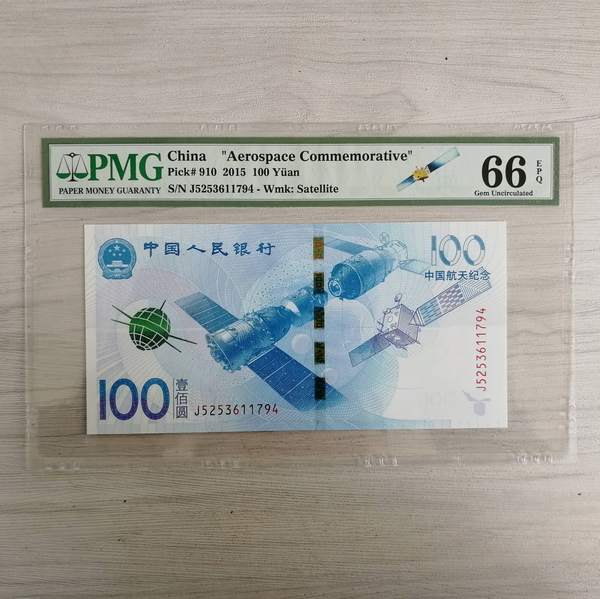 PMG
PAPER MONEY GUARANTY
China "Aerospace Commemorative"
Pick# 910 2015 100 Yüan
S/N J5253611794 - Wmk: Satellite
66
EPQ
Gem Uncirculated
中国人民银行
100
中国航天纪念
J5253611794
100
壹佰圆
J5253611794